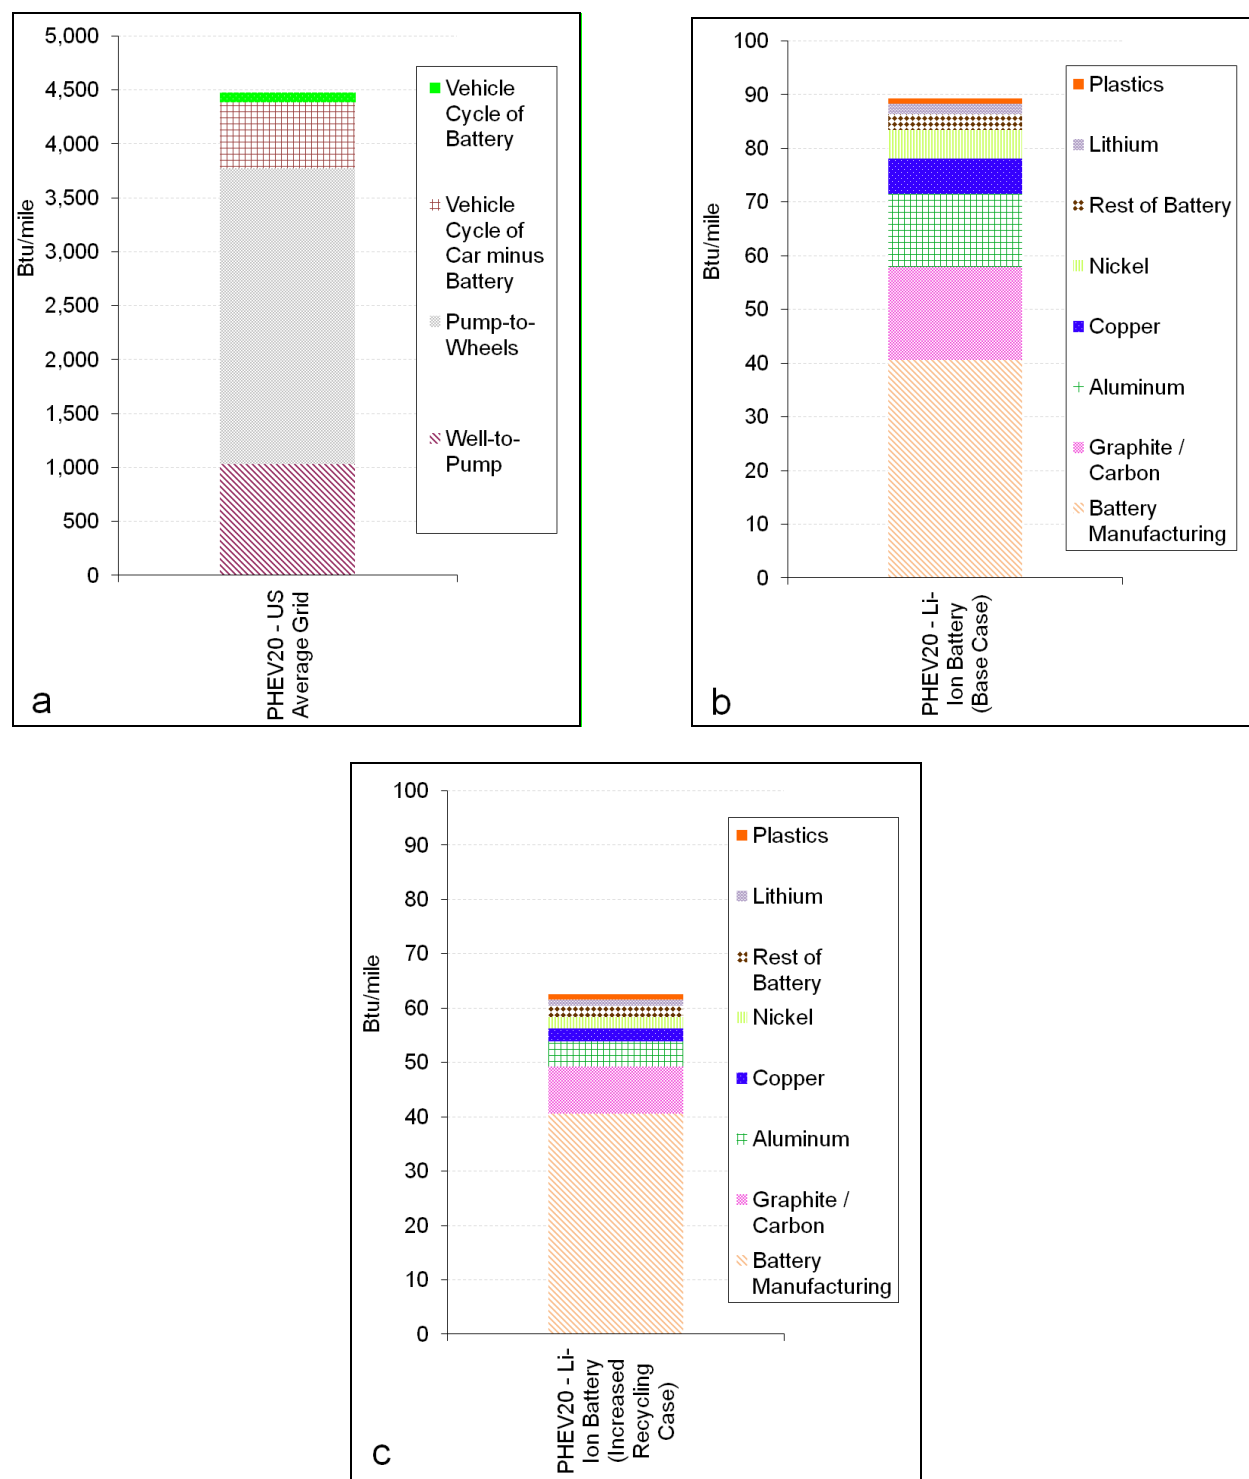 5,000
4,500
4,000
3,500
3,000
2,500
2,000
1,500
1,000
500
0
Btu/mile
Vehicle
Cycle of
Battery
Vehicle
Cycle of
Car minus
Battery
Pump-to-
Wheels
Well-to-
Pump
PHEV20 - US
Average Grid
a
100
90
80
70
60
50
40
30
20
10
0
Btu/mile
Plastics
Lithium
Rest of Battery
Nickel
Copper
Aluminum
Graphite /
Carbon
Battery
Manufacturing
PHEV20 - Li-
Ion Battery
(Base Case)
b
100
90
80
70
60
50
40
30
20
10
0
Btu/mile
Plastics
Lithium
Rest of
Battery
Nickel
Copper
Aluminum
Graphite /
Carbon
Battery
Manufacturing
PHEV20 - Li-
Ion Battery
(Increased
Recycling
Case)
c